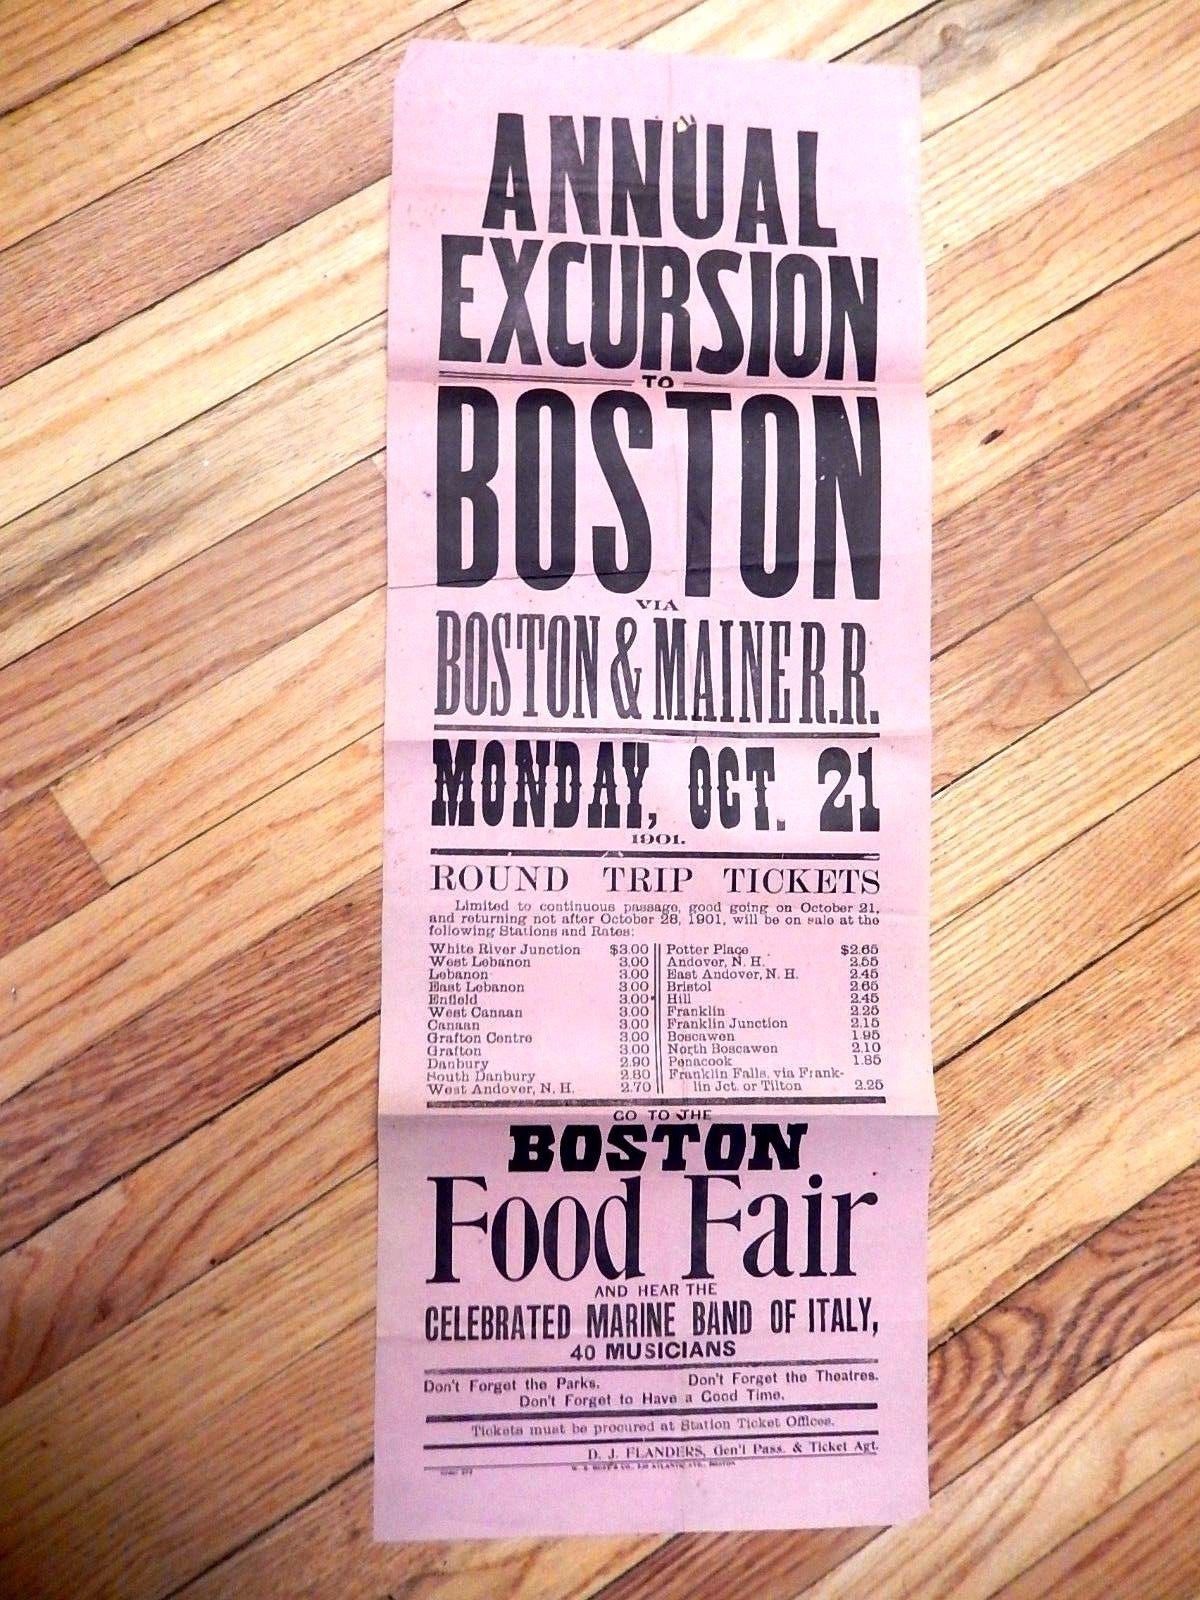 ANNUAL
EXCURSION
TO
BOSTON
VIA
BOSTON & MAINE R.R.
MONDAY, OCT. 21
1901.
ROUND TRIP TICKETS
Limited to continuous passage, good going on October 21,
and returning not after October 28, 1901, will be on sale at the
following Stations and Rates:
White River Junction $3.00
West Lebanon 3.00
Lebanon 3.00
East Lebanon 3.00
Enfield 3.00
West Canaan 3.00
Canaan 3.00
Grafton Centre 3.00
Grafton 3.00
Danbury 2.90
South Danbury 2.80
West Andover, N. H. 2.70
Potter Place $2.65
Andover, N. H. 2.55
East Andover, N. H. 2.45
Bristol 2.65
Hill 2.45
Franklin 2.25
Franklin Junction 2.15
Boscawen 1.95
North Boscawen 2.10
Penacook 1.85
Franklin Falls, via Frank-
lin Jct. or Tilton 2.25
GO TO THE
BOSTON
Food Fair
AND HEAR THE
CELEBRATED MARINE BAND OF ITALY,
40 MUSICIANS
Don't Forget the Parks. Don't Forget the Theatres.
Don't Forget to Have a Good Time.
Tickets must be procured at Station Ticket Offices.
D. J. FLANDERS, Gen'l Pass. & Ticket Agt.
ATLANTIC AVE., BOSTON